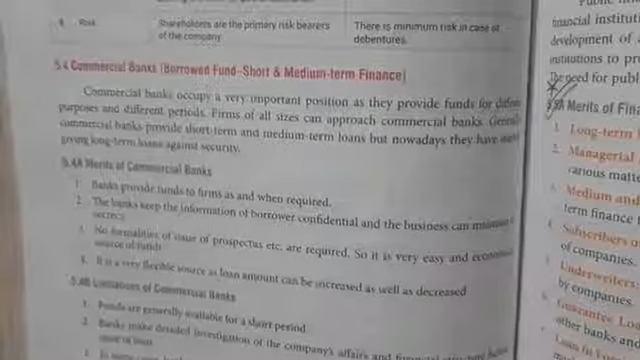 Risk
Shareholders are the primary risk bearers
of the company.
There is minimum risk in case of
debentures.
5.4 Commercial Banks [Borrowed Fund–Short & Medium-term Finance]
Commercial banks occupy a very important position as they provide funds for
purposes and different periods. Firms of all sizes can approach commercial banks.
commercial banks provide short-term and medium-term loans but nowadays they have
giving long-term loans against security.
5.4A Merits of Commercial Banks
1. Banks provide funds to firms as and when required.
2. The banks keep the information of borrower confidential and the business can
secrecy.
3. No formalities of issue of prospectus etc. are required. So it is very easy and
source of funds
4. It is a very flexible source as loan amount can be increased as well as decreased
5.4B Limitations of Commercial Banks
1. Funds are generally available for a short period
2. Banks make detailed investigation of the company's affairs and financial
financial
development of
institutions to
The need for publ
Merits of
1. Long-term
2. Managerial
various
3. Medium and
term finance
4. Subscribers
of companies.
5. Underwriters:
by companies.
Guarantee
other banks and